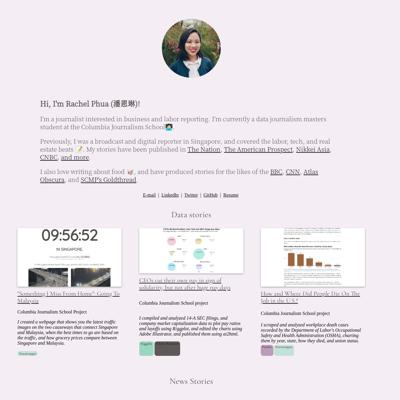 Hi, I'm Rachel Phua (潘恩琳)!
I'm a journalist interested in business and labor reporting. I'm currently a data journalism masters
student at the Columbia Journalism School
Previously, I was a broadcast and digital reporter in Singapore, and covered the labor, tech, and real
estate beats. My stories have been published in The Nation, The American Prospect, Nikkei Asia,
CNBC, and more.
I also love writing about food, and have produced stories for the likes of the BBC, CNN, Atlas
Obscura, and SCMP's Goldthread.
E-mail | LinkedIn | Twitter | GitHub | Resume
Data stories
09:56:52
IN SINGAPORE
"Something I Miss From Home": Going To
Malaysia
Columbia Journalism School Project
I created a webpage that shows you the latest traffic
images on the two causeways that connect Singapore
and Malaysia, when the best times to go are based on
the traffic, and how grocery prices compare between
Singapore and Malaysia.
CEOs cut their own pay in sign of
solidarity, but not after huge pay days
Columbia Journalism School project
I compiled and analyzed 14-A SEC filings, and
company market capitalization data to plot pay ratios
and layoffs using Rggplot, and edited the charts using
Adobe Illustrator, and published them using ai2html.
How and Where Did People Die On The
Job in the U.S?
Columbia Journalism School project
I scraped and analyzed workplace death cases
recorded by the Department of Labor's Occupational
Safety and Health Administration (OSHA), charting
them by year, state, how they died, and union status.
News Stories